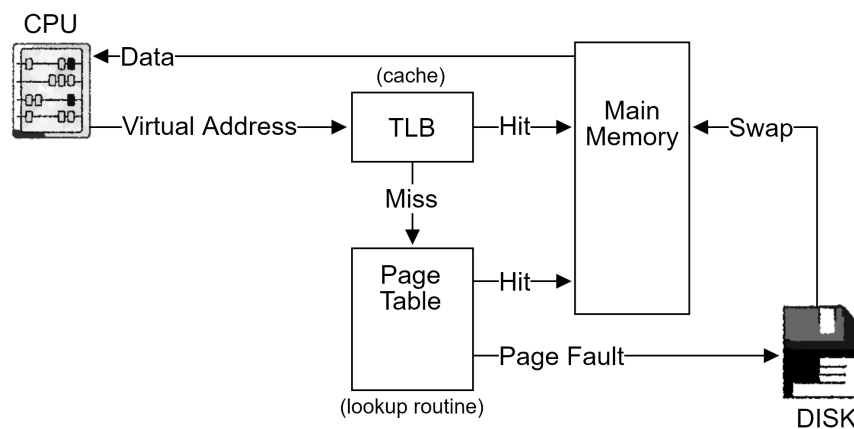 CPU
Data
(cache)
Virtual Address
TLB
Hit
Main
Memory
Swap
Miss
Page
Table
Hit
Page Fault
(lookup routine)
DISK